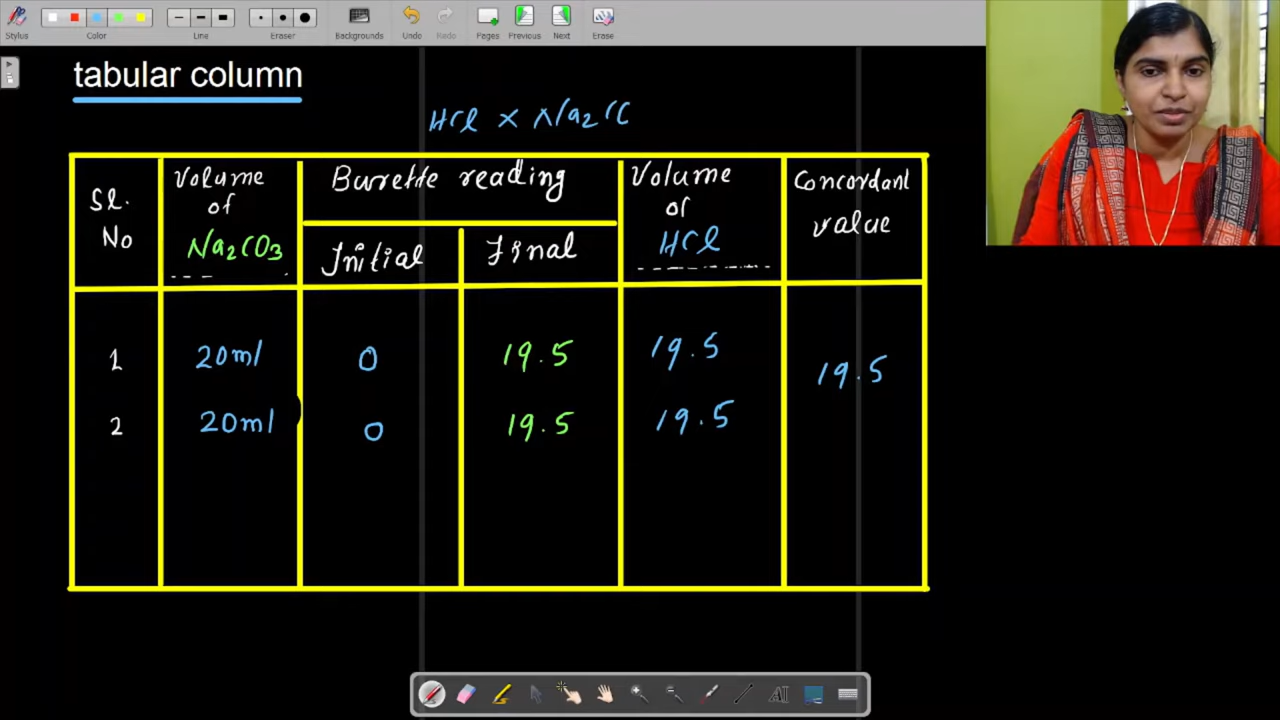 Stylus
Color
Line
Eraser
Backgrounds
Undo
Redo
Pages
Previous
Next
Erase
tabular column
HCl × Na2CO
Sl. No
Volume of Na2CO3
Burette reading
Initial
Final
Volume of HCl
Concordant value
1 20ml 0 19.5 19.5 19.5
2 20ml 0 19.5 19.5